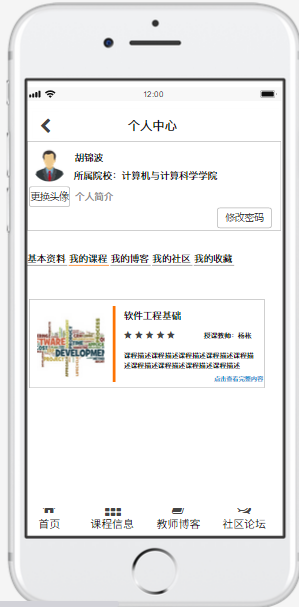 12:00
个人中心
胡锦波
所属院校：计算机与计算科学学院
更换头像 个人简介
修改密码
基本资料 我的课程 我的博客 我的社区 我的收藏
软件工程基础
★★★★★ 授课教师：杨枨
课程描述课程描述课程描述课程描述课程描
述课程描述课程描述课程描述课程描述
点击查看完整内容
TWARE
DEVELOPMENT
首页 课程信息 教师博客 社区论坛